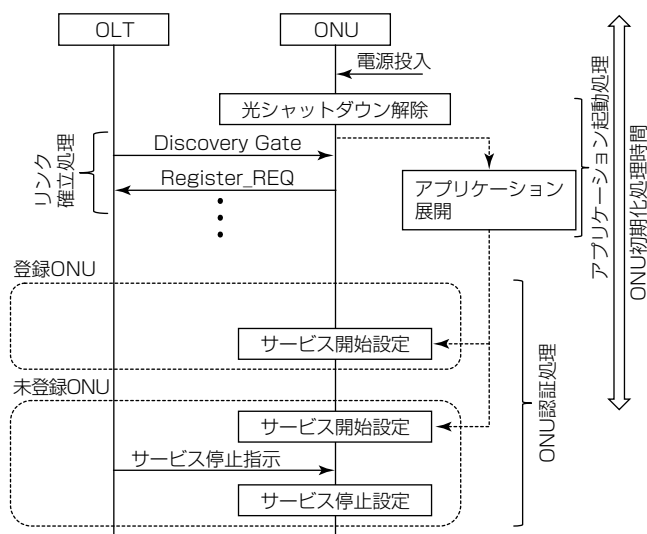 OLT
ONU
電源投入
光シャットダウン解除
Discovery Gate
Register_REQ
リンク
確立処理
アプリケーション
展開
アプリケーション起動処理
ONU初期化処理時間
登録ONU
サービス開始設定
未登録ONU
サービス開始設定
サービス停止指示
サービス停止設定
ONU認証処理